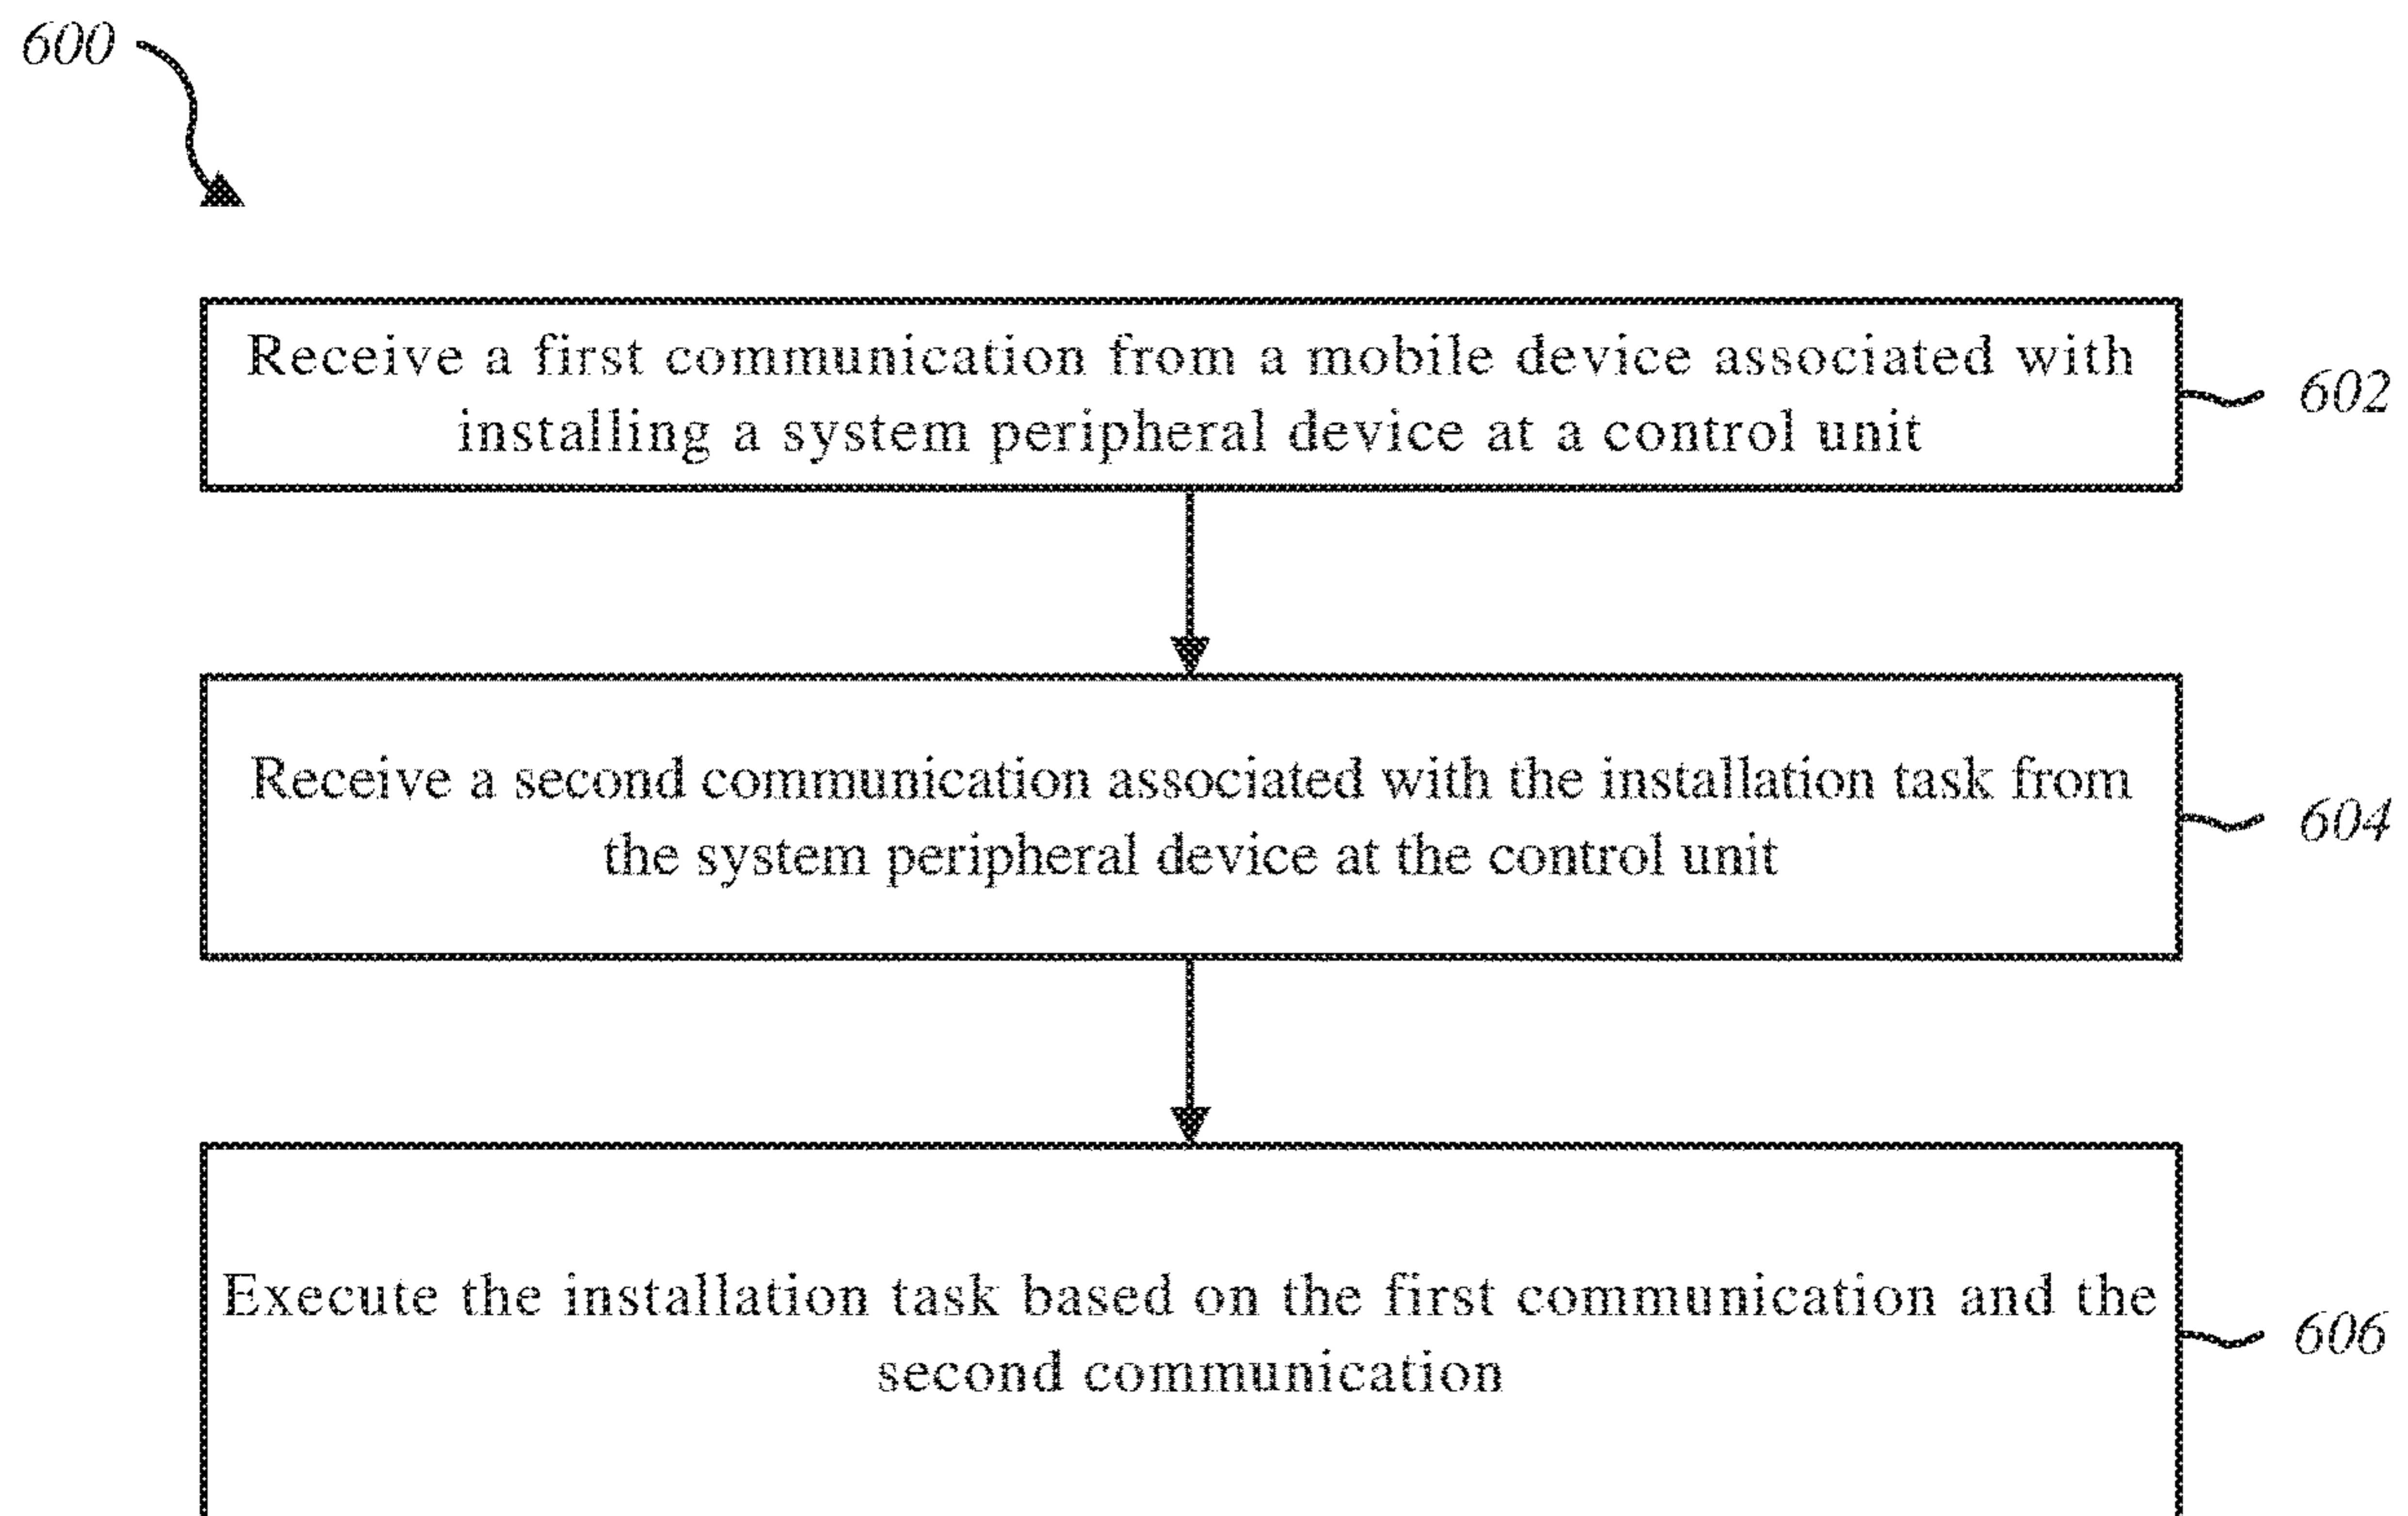 600
Receive a first communication from a mobile device associated with
installing a system peripheral device at a control unit
602
Receive a second communication associated with the installation task from
the system peripheral device at the control unit
604
Execute the installation task based on the first communication and the
second communication
606